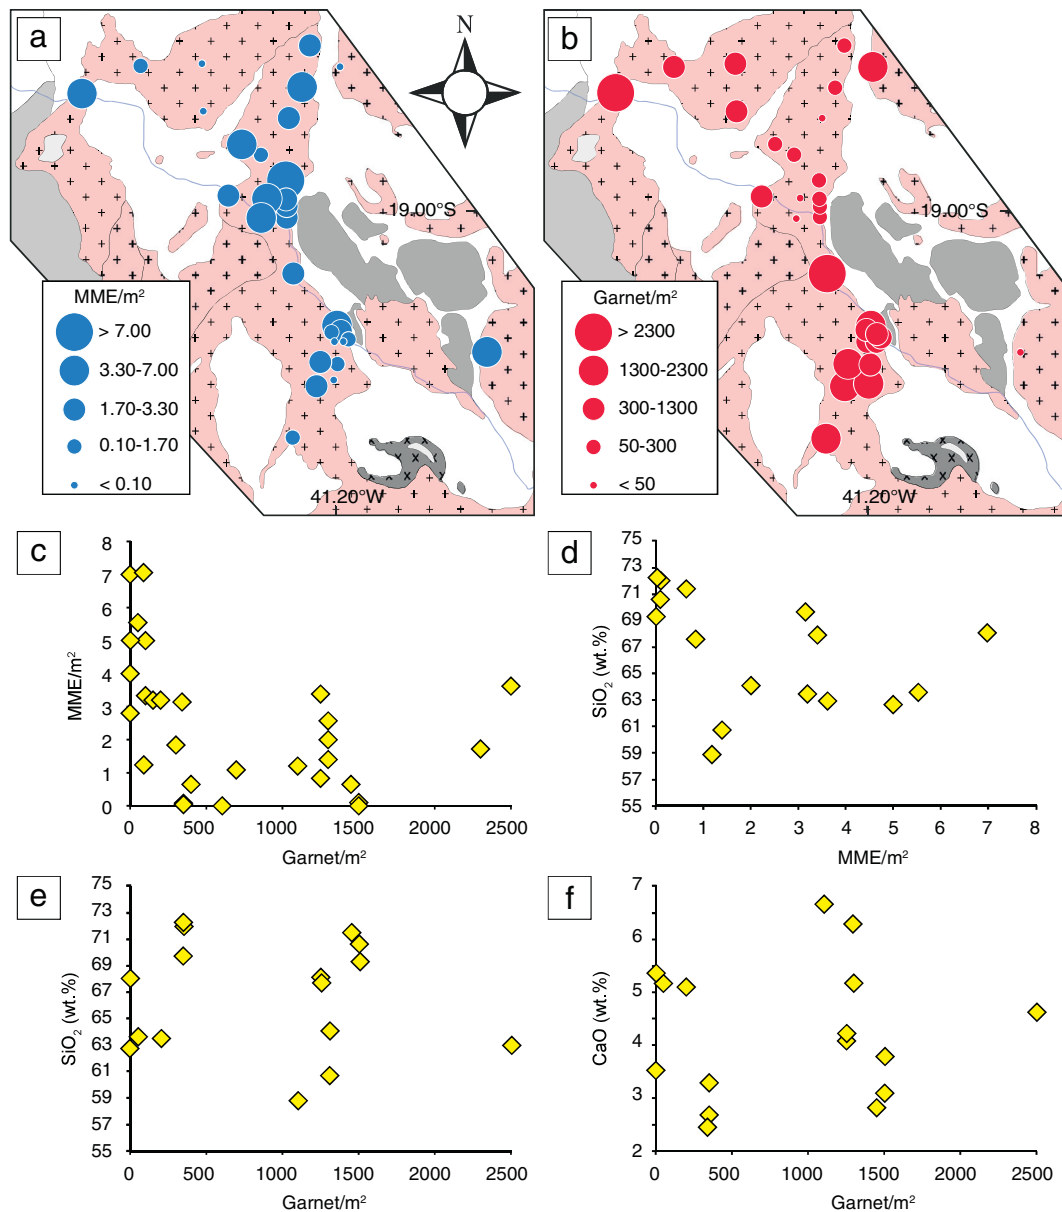 a
N
b
19.00°S
19.00°S
MME/m²
> 7.00
3.30-7.00
1.70-3.30
0.10-1.70
< 0.10
41.20°W
Garnet/m²
> 2300
1300-2300
300-1300
50-300
< 50
41.20°W
c
MME/m²
8
7
6
5
4
3
2
1
0
0 500 1000 1500 2000 2500
Garnet/m²
d
SiO₂ (wt.%)
75
73
71
69
67
65
63
61
59
57
55
0 1 2 3 4 5 6 7 8
MME/m²
e
SiO₂ (wt.%)
75
73
71
69
67
65
63
61
59
57
55
0 500 1000 1500 2000 2500
Garnet/m²
f
CaO (wt.%)
7
6
5
4
3
2
0 500 1000 1500 2000 2500
Garnet/m²